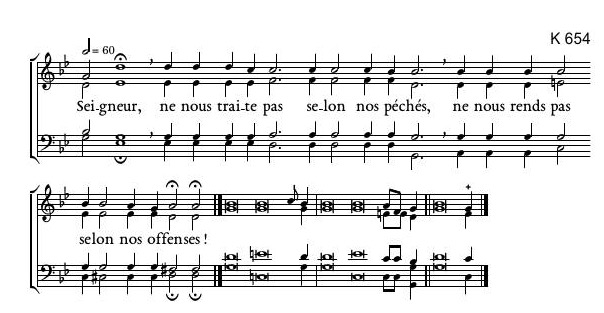 K 654
= 60
Sei-gneur, ne nous trai-te pas se-lon nos péchés, ne nous rends pas
selon nos offenses !